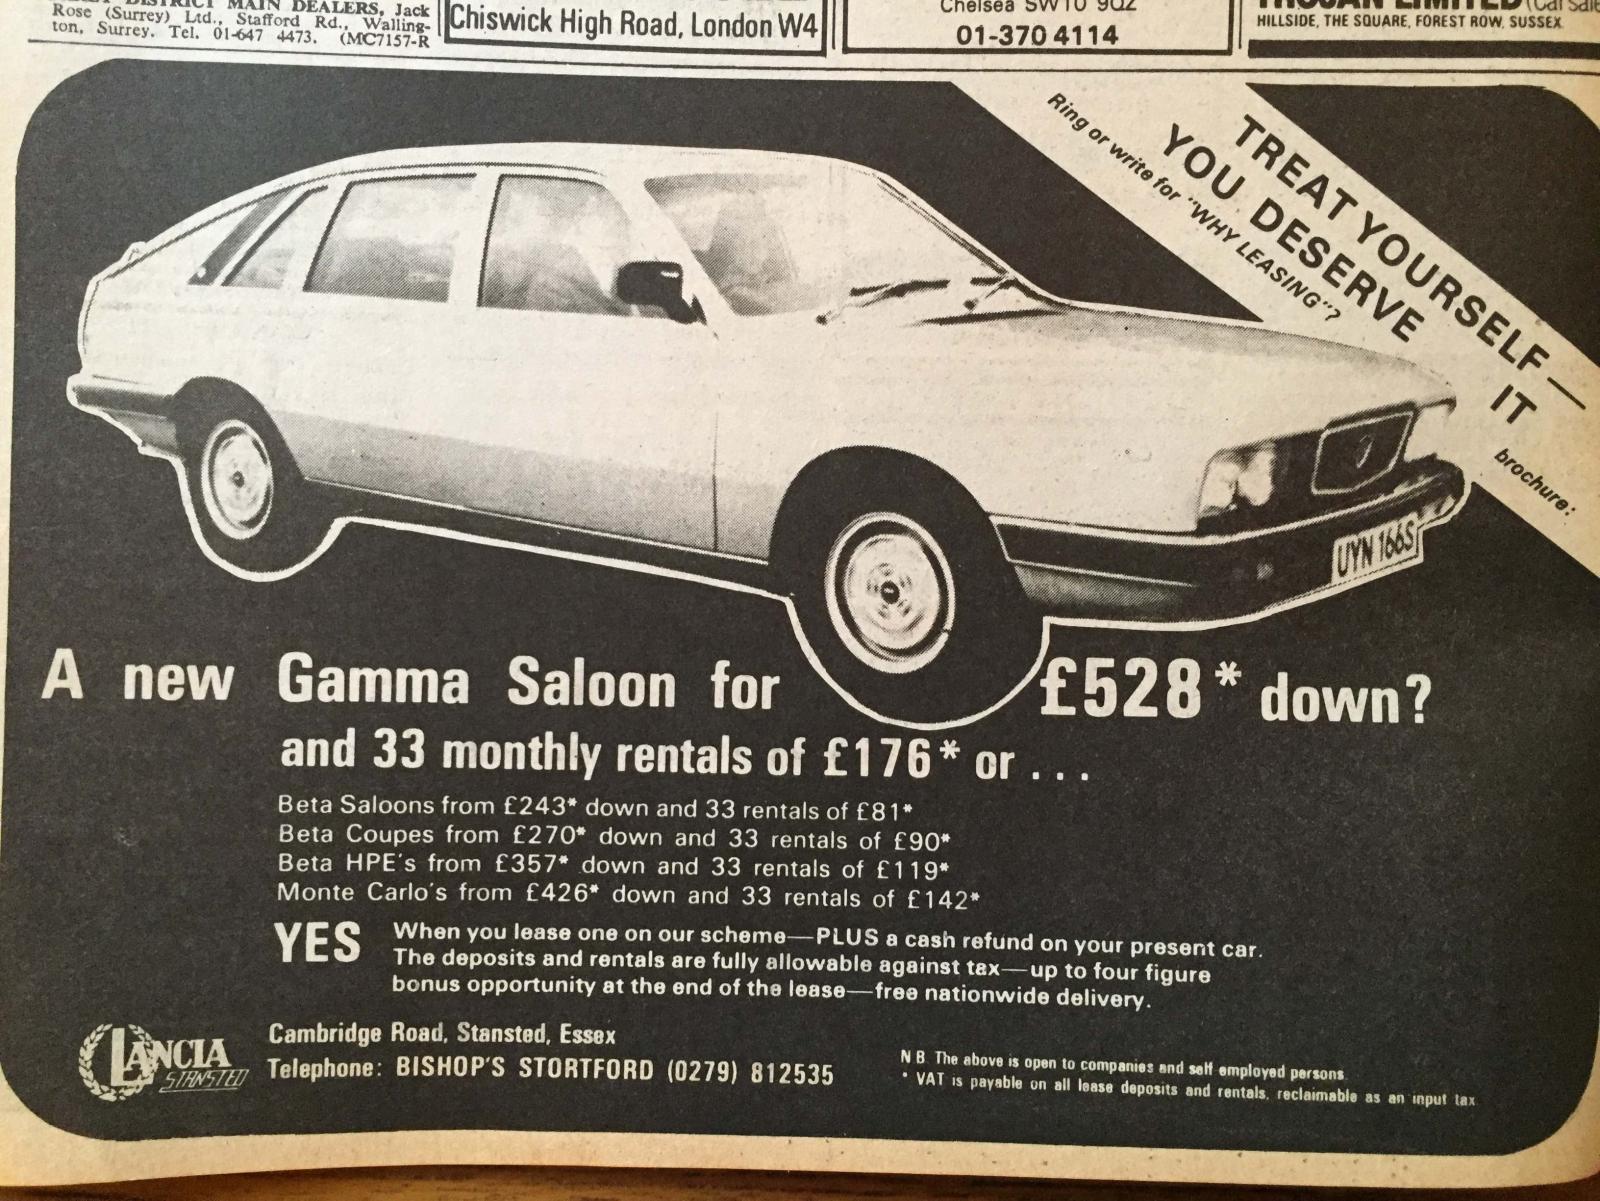 DISTRICT MAIN DEALERS, Jack
Rose (Surrey) Ltd., Stafford Rd., Walling-
ton, Surrey. Tel. 01-647 4473. (MC7157-R
Chiswick High Road, London W4
Chelsea SW10 9QZ
01-370 4114
TROJAN LIMITED (Car Sale
HILLSIDE, THE SQUARE, FOREST ROW, SUSSEX
TREAT YOURSELF—
YOU DESERVE IT
Ring or write for "WHY LEASING"? brochure:
UYN 166S
A new Gamma Saloon for £528* down?
and 33 monthly rentals of £176* or ...
Beta Saloons from £243* down and 33 rentals of £81*
Beta Coupes from £270* down and 33 rentals of £90*
Beta HPE's from £357* down and 33 rentals of £119*
Monte Carlo's from £426* down and 33 rentals of £142*
YES When you lease one on our scheme—PLUS a cash refund on your present car.
The deposits and rentals are fully allowable against tax—up to four figure
bonus opportunity at the end of the lease—free nationwide delivery.
LANCIA
STANSTED
Cambridge Road, Stansted, Essex
Telephone: BISHOP'S STORTFORD (0279) 812535
N B. The above is open to companies and self employed persons.
* VAT is payable on all lease deposits and rentals, reclaimable as an input tax